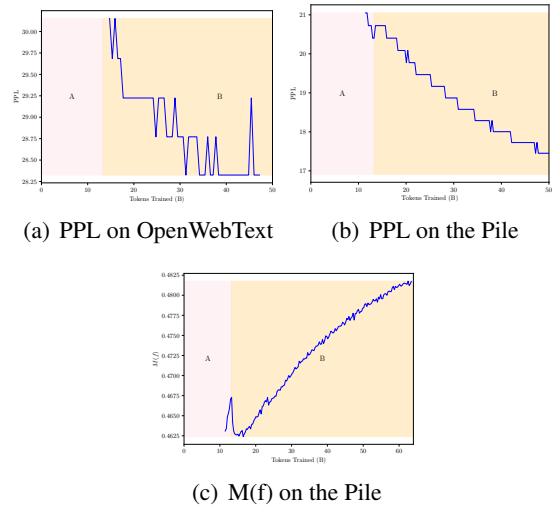 30.00
29.75
29.50
29.25
29.00
28.75
28.50
28.25
PPL
A
B
0
10
20
30
40
50
Tokens Trained (B)
(a) PPL on OpenWebText
21
20
19
18
17
PPL
A
B
0
10
20
30
40
50
Tokens Trained (B)
(b) PPL on the Pile
0.4825
0.4800
0.4775
0.4750
0.4725
0.4700
0.4675
0.4650
0.4625
M(f)
A
B
0
10
20
30
40
50
60
Tokens Trained (B)
(c) M(f) on the Pile